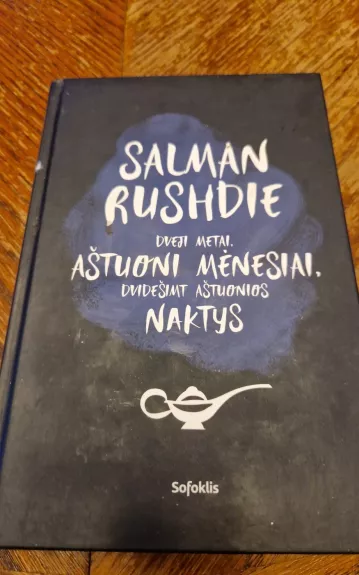 SALMAN
RUSHDIE
DVEJI METAI,
AŠTUONI MĖNESIAI,
DVIDEŠIMT AŠTUONIOS
NAKTYS
Sofoklis